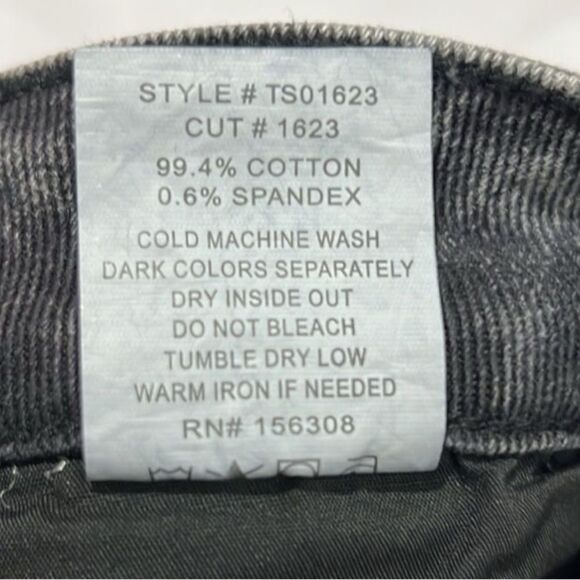 STYLE # TS01623
CUT # 1623
99.4% COTTON
0.6% SPANDEX
COLD MACHINE WASH
DARK COLORS SEPARATELY
DRY INSIDE OUT
DO NOT BLEACH
TUMBLE DRY LOW
WARM IRON IF NEEDED
RN# 156308